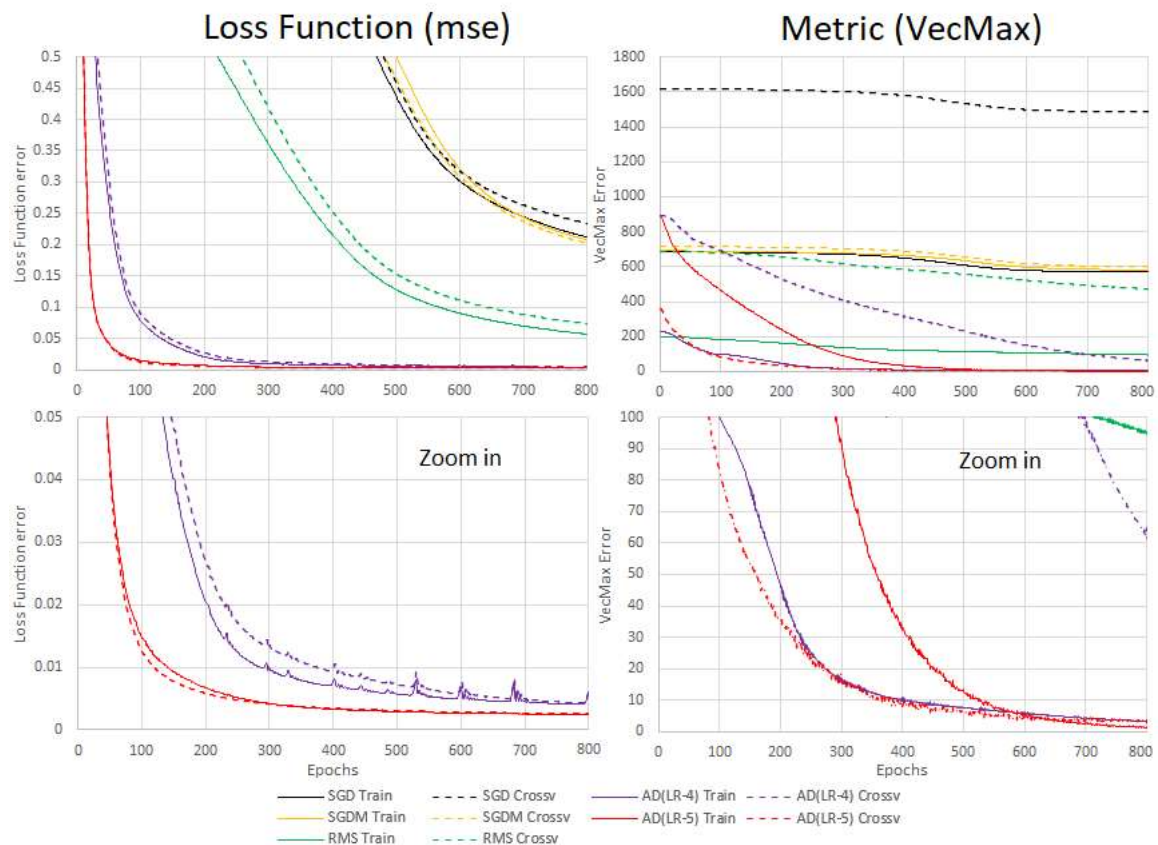 Loss Function (mse)
Metric (VecMax)
Loss Function error
0.5
0.45
0.4
0.35
0.3
0.25
0.2
0.15
0.1
0.05
0
0 100 200 300 400 500 600 700 800
VecMax Error
1800
1600
1400
1200
1000
800
600
400
200
0
0 100 200 300 400 500 600 700 800
Loss Function error
0.05
0.04
0.03
0.02
0.01
0
Zoom in
0 100 200 300 400 500 600 700 800
Epochs
VecMax Error
100
90
80
70
60
50
40
30
20
10
0
Zoom in
0 100 200 300 400 500 600 700 800
Epochs
SGD Train SGD Crossv AD(LR-4) Train AD(LR-4) Crossv
SGDM Train SGDM Crossv AD(LR-5) Train AD(LR-5) Crossv
RMS Train RMS Crossv